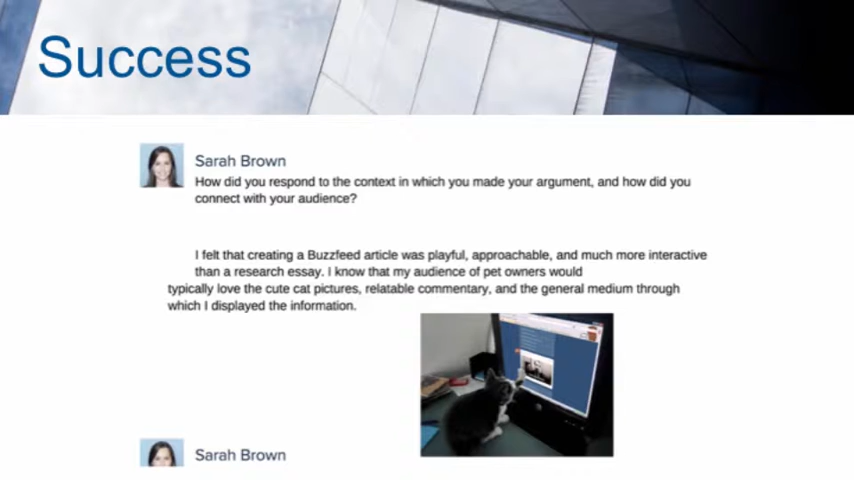 Success
Sarah Brown
How did you respond to the context in which you made your argument, and how did you
connect with your audience?
I felt that creating a Buzzfeed article was playful, approachable, and much more interactive
than a research essay. I know that my audience of pet owners would
typically love the cute cat pictures, relatable commentary, and the general medium through
which I displayed the information.
Sarah Brown